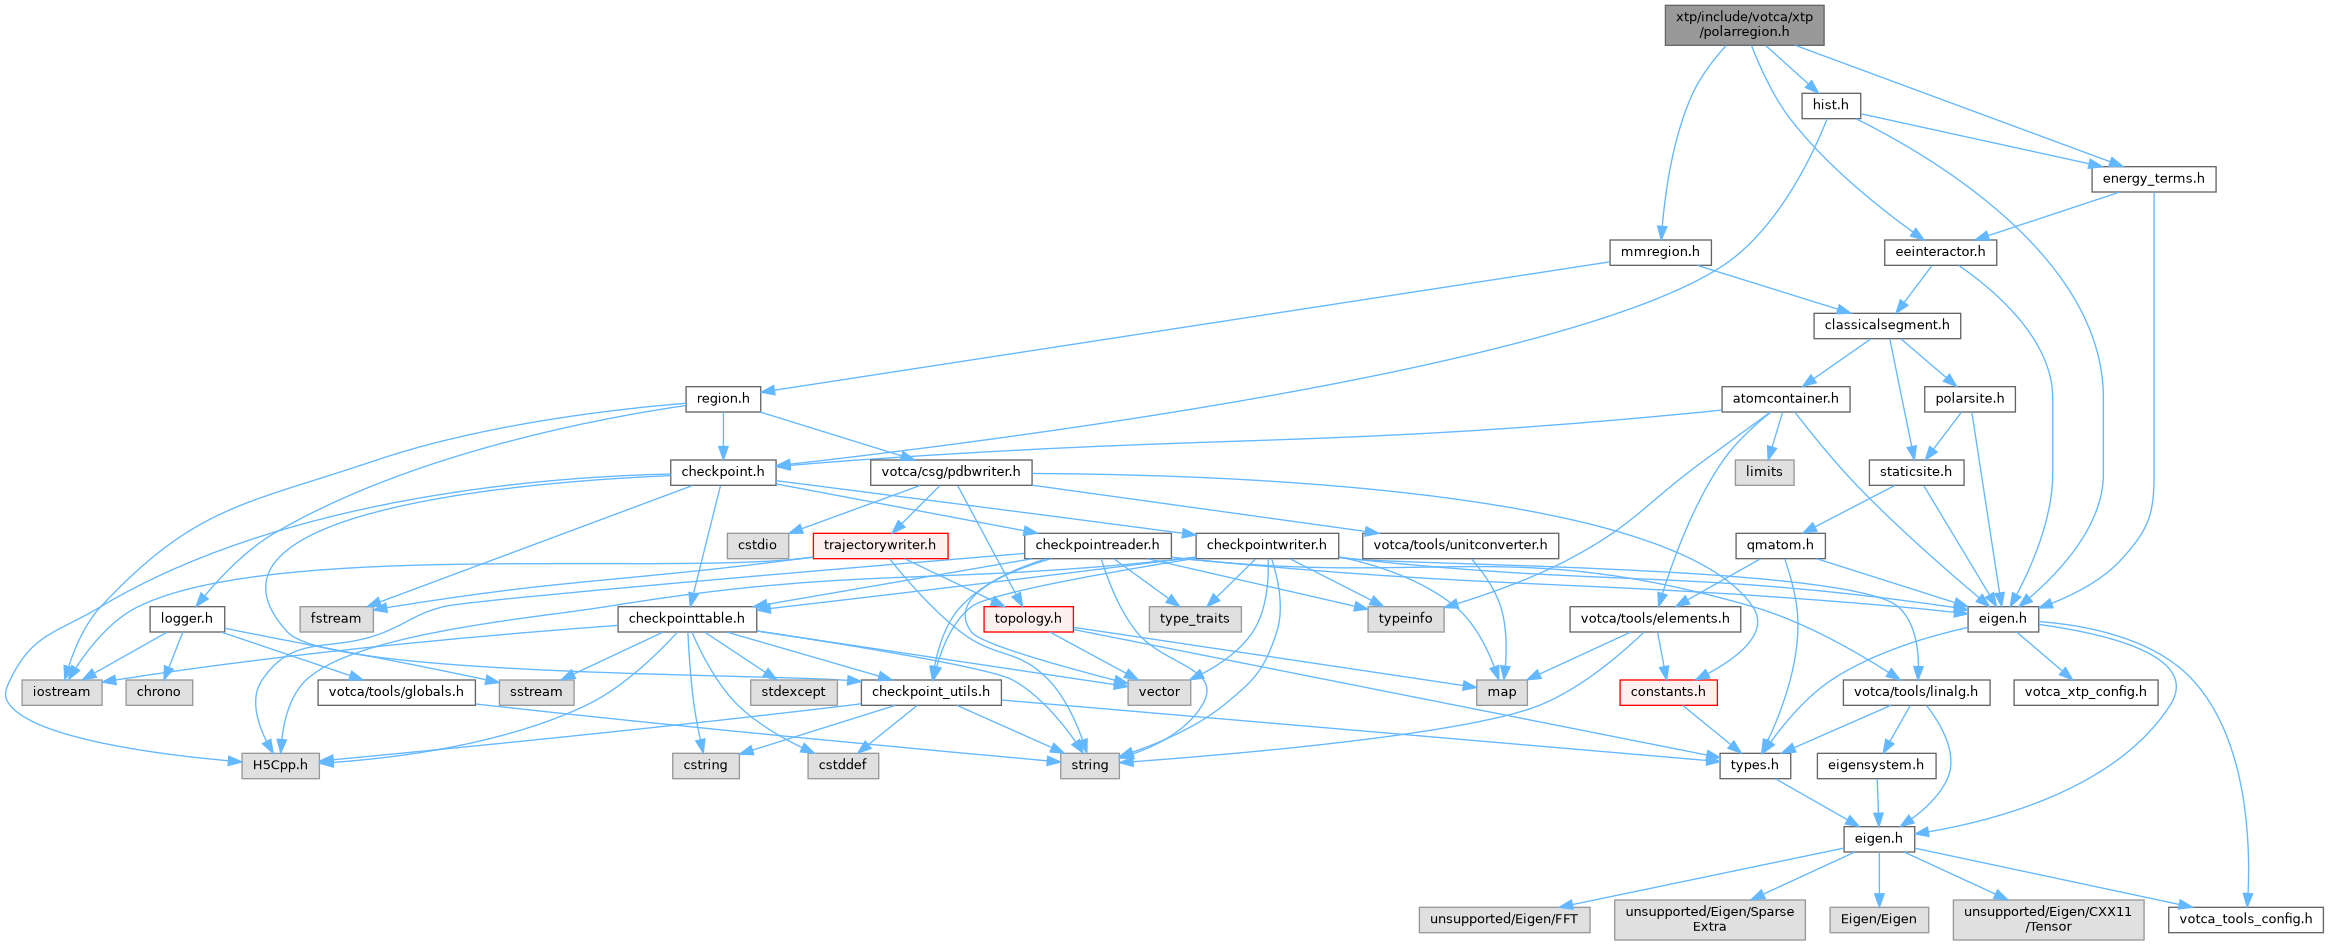 xtp/include/votca/xtp
/polarregion.h
hist.h
energy_terms.h
mmregion.h
eeinteractor.h
classicalsegment.h
region.h
atomcontainer.h
polarsite.h
checkpoint.h
votca/csg/pdbwriter.h
limits
staticsite.h
cstdio
trajectorywriter.h
checkpointreader.h
checkpointwriter.h
votca/tools/unitconverter.h
qmatom.h
logger.h
fstream
checkpointtable.h
topology.h
type_traits
typeinfo
votca/tools/elements.h
eigen.h
iostream
chrono
votca/tools/globals.h
sstream
stdexcept
checkpoint_utils.h
vector
map
constants.h
votca/tools/linalg.h
votca_xtp_config.h
H5Cpp.h
cstring
cstddef
string
types.h
eigensystem.h
eigen.h
unsupported/Eigen/FFT
unsupported/Eigen/Sparse
Extra
Eigen/Eigen
unsupported/Eigen/CXX11
/Tensor
votca_tools_config.h